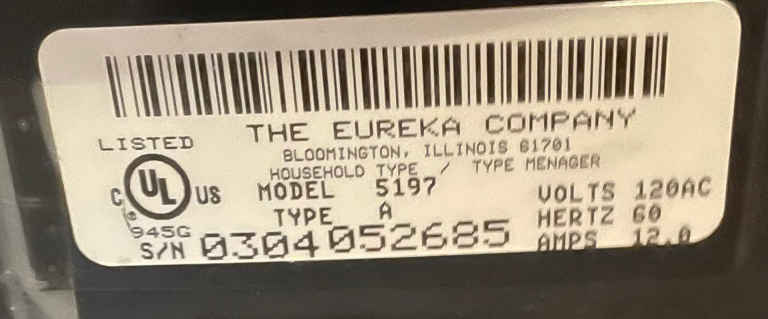 THE EUREKA COMPANY
BLOOMINGTON, ILLINOIS 61701
HOUSEHOLD TYPE / TYPE MENAGER
LISTED
C UL US
945G
MODEL 5197
TYPE A
VOLTS 120AC
HERTZ 60
AMPS 12.0
S/N 0304052685